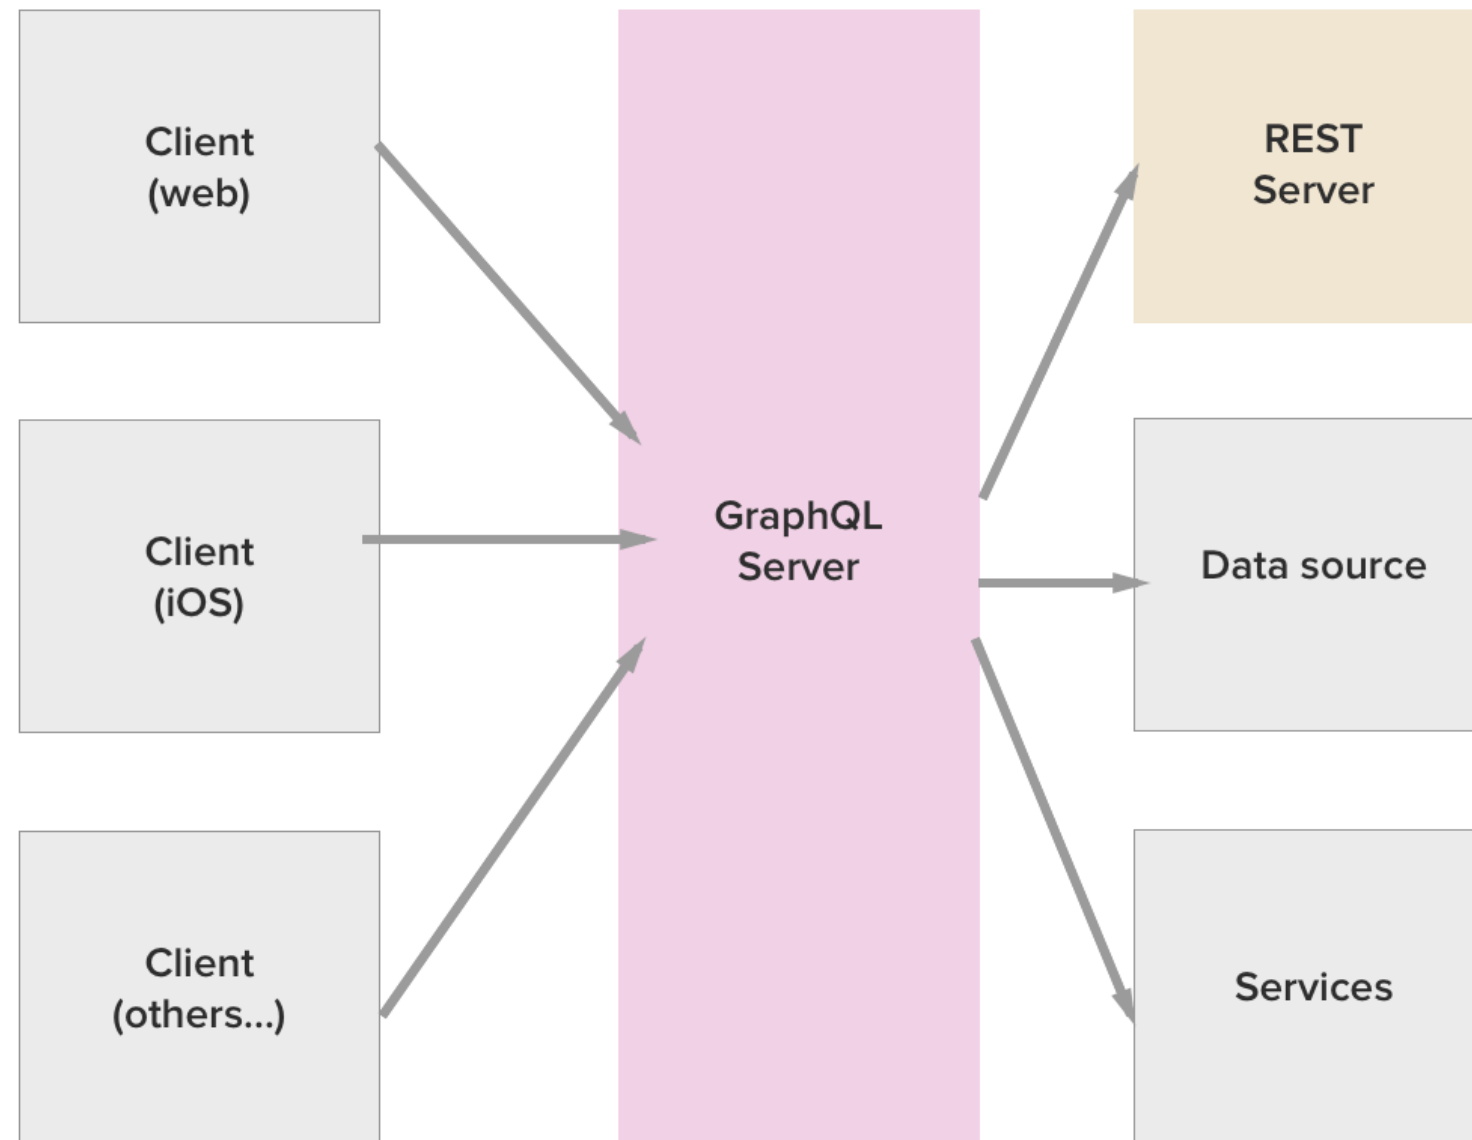 Client
(web)
Client
(iOS)
Client
(others...)
GraphQL
Server
REST
Server
Data source
Services